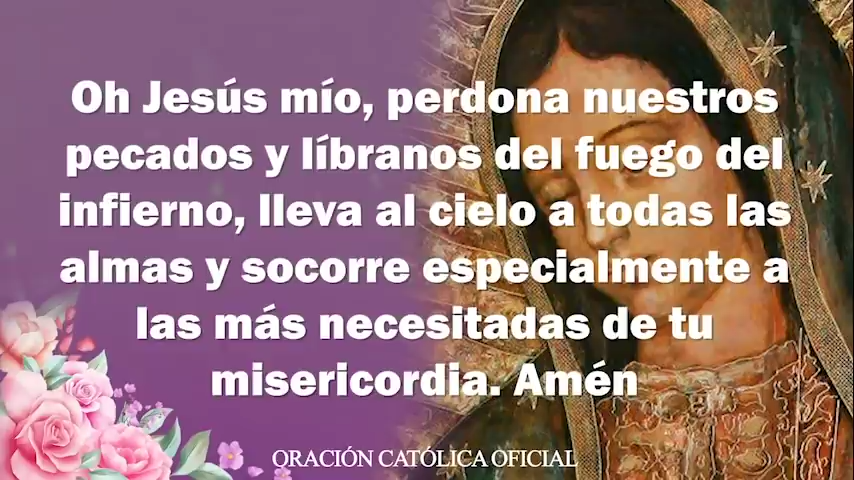 Oh Jesús mío, perdona nuestros
pecados y líbranos del fuego del
infierno, lleva al cielo a todas las
almas y socorre especialmente a
las más necesitadas de tu
misericordia. Amén
ORACIÓN CATÓLICA OFICIAL